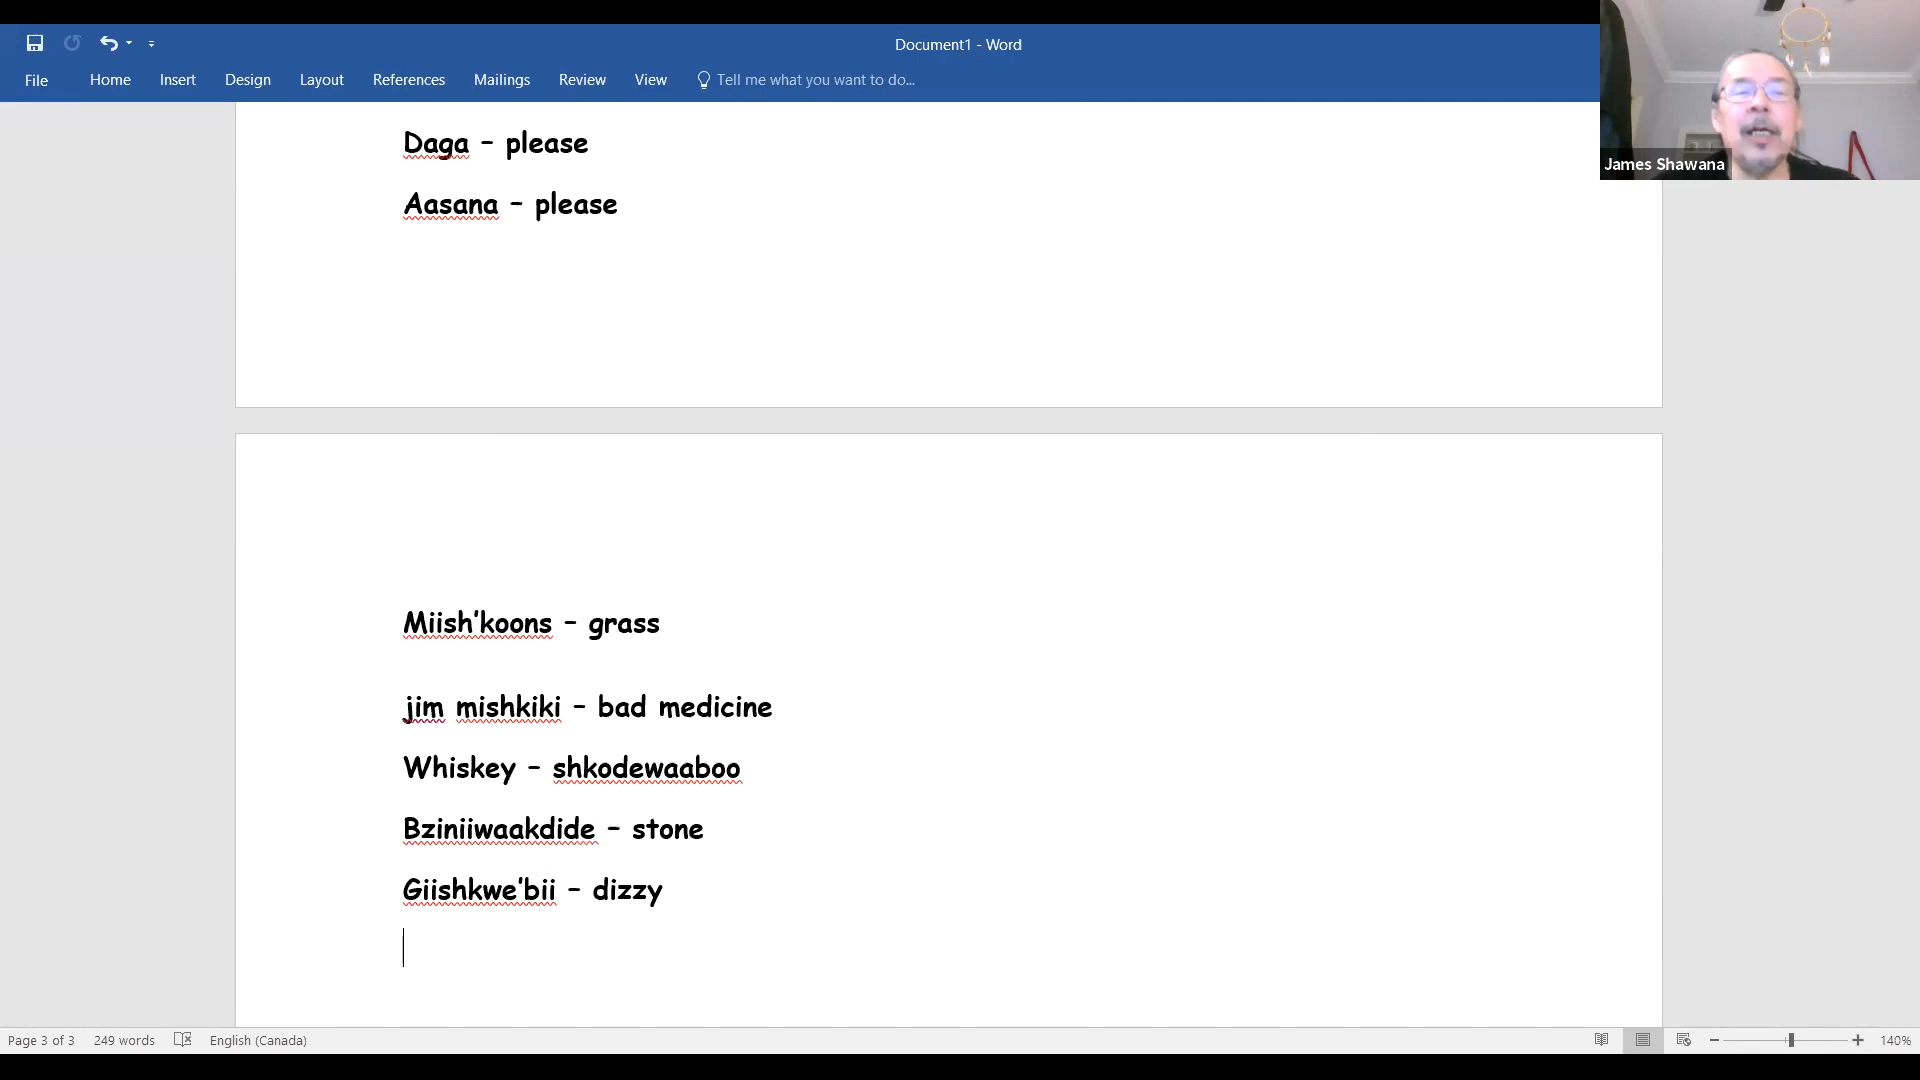 Document1 - Word
File Home Insert Design Layout References Mailings Review View Tell me what you want to do...
James Shawana
Daga – please
Aasana – please
Miish'koons – grass
jim mishkiki – bad medicine
Whiskey – shkodewaaboo
Bziniiwaakdide – stone
Giishkwe'bii – dizzy
Page 3 of 3 249 words English (Canada) 140%